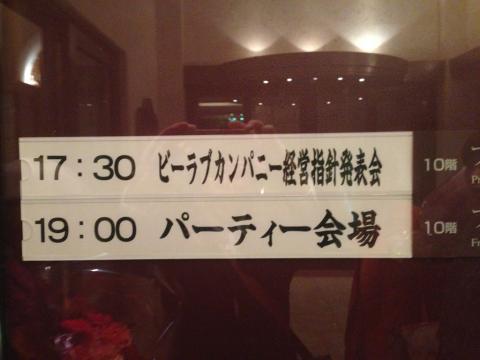 17:30 ビーラブカンパニー経営指針発表会 10階
19:00 パーティー会場 10階